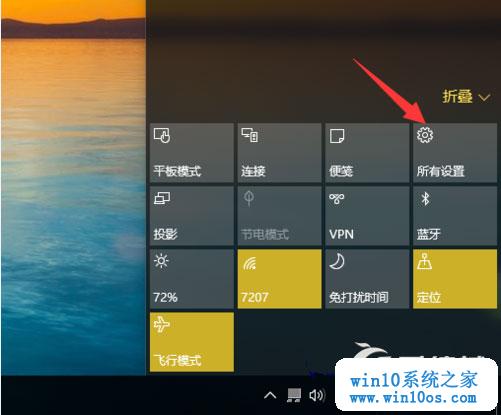 折叠
平板模式
连接
便笺
所有设置
投影
节电模式
VPN
蓝牙
72%
7207
免打扰时间
定位
飞行模式
win10系统之家
www.win10os.com